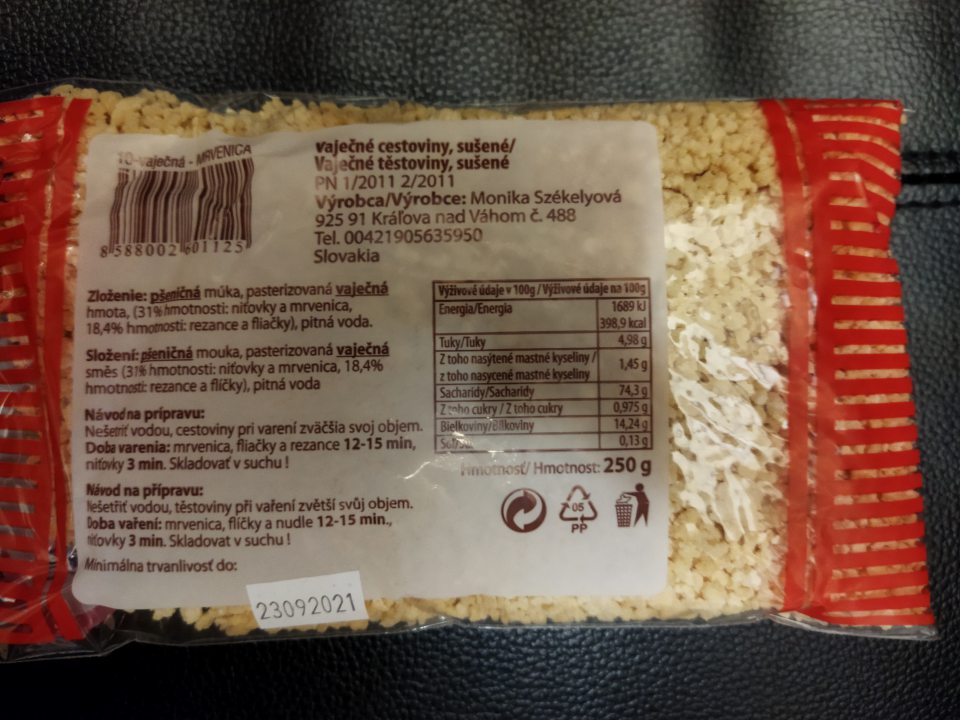 10-vaječná - MRVENICA
8 588002 601125
vaječné cestoviny, sušené/
Vaječné těstoviny, sušené
PN 1/2011 2/2011
Výrobca/Výrobce: Monika Székelyová
925 91 Kráľova nad Váhom č. 488
Tel. 00421905635950
Slovakia
Zloženie: pšeničná múka, pasterizovaná vaječná
hmota, (31% hmotnosti: niťovky a mrvenica,
18,4% hmotnosti: rezance a fliačky), pitná voda.
Složení: pšeničná mouka, pasterizovaná vaječná
směs (31% hmotnosti: niťovky a mrvenica, 18,4%
hmotnosti: rezance a flíčky), pitná voda
Návod na prípravu:
Nešetriť vodou, cestoviny pri varení zväčšia svoj objem.
Doba varenia: mrvenica, fliačky a rezance 12-15 min,
niťovky 3 min. Skladovať v suchu !
Návod na přípravu:
Nešetřiť vodou, těstoviny při vaření zvětší svůj objem.
Doba vaření: mrvenica, flíčky a nudle 12-15 min.,
niťovky 3 min. Skladovat v suchu !
Minimálna trvanlivosť do:
23092021
Výživové údaje v 100g / Výživové údaje na 100g
Energia/Energia 1689 kJ
398,9 kcal
Tuky/Tuky 4,98 g
Z toho nasýtené mastné kyseliny /
z toho nasycené mastné kyseliny 1,45 g
Sacharidy/Sacharidy 74,3 g
Z toho cukry / Z toho cukry 0,975 g
Bielkoviny/Bílkoviny 14,24 g
Soľ/ 0,13 g
Hmotnosť/ Hmotnost: 250 g
05
PP